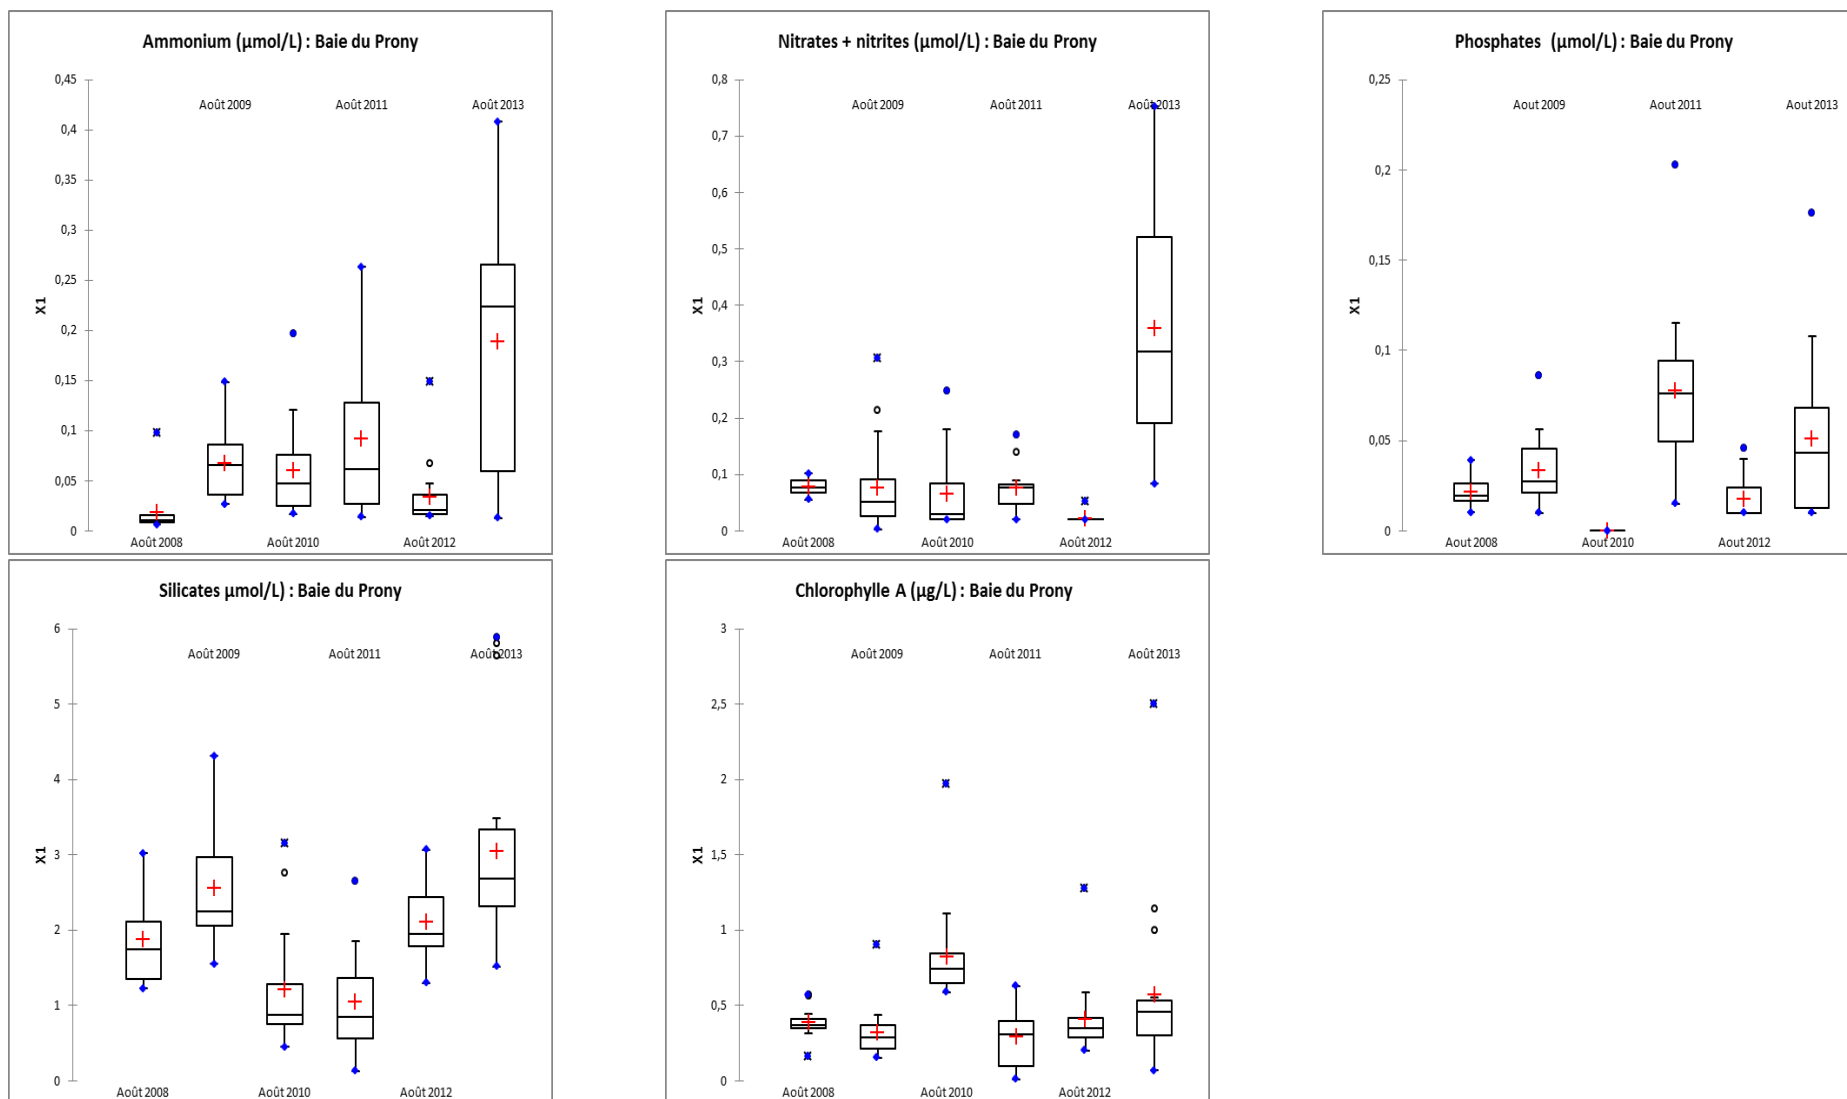 Ammonium (µmol/L) : Baie du Prony
0,45
Août 2009
Août 2011
Août 2013
0,4
0,35
0,3
0,25
X1
0,2
0,15
0,1
0,05
0
Août 2008
Août 2010
Août 2012
Nitrates + nitrites (µmol/L) : Baie du Prony
0,8
Août 2009
Août 2011
Août 2013
0,7
0,6
0,5
0,4
X1
0,3
0,2
0,1
0
Août 2008
Août 2010
Août 2012
Phosphates (µmol/L) : Baie du Prony
0,25
Aout 2009
Aout 2011
Aout 2013
0,2
0,15
X1
0,1
0,05
0
Aout 2008
Aout 2010
Aout 2012
Silicates µmol/L) : Baie du Prony
6
Août 2009
Août 2011
Août 2013
5
4
3
X1
2
1
0
Août 2008
Août 2010
Août 2012
Chlorophylle A (µg/L) : Baie du Prony
3
Août 2009
Août 2011
Août 2013
2,5
2
1,5
X1
1
0,5
0
Août 2008
Août 2010
Août 2012